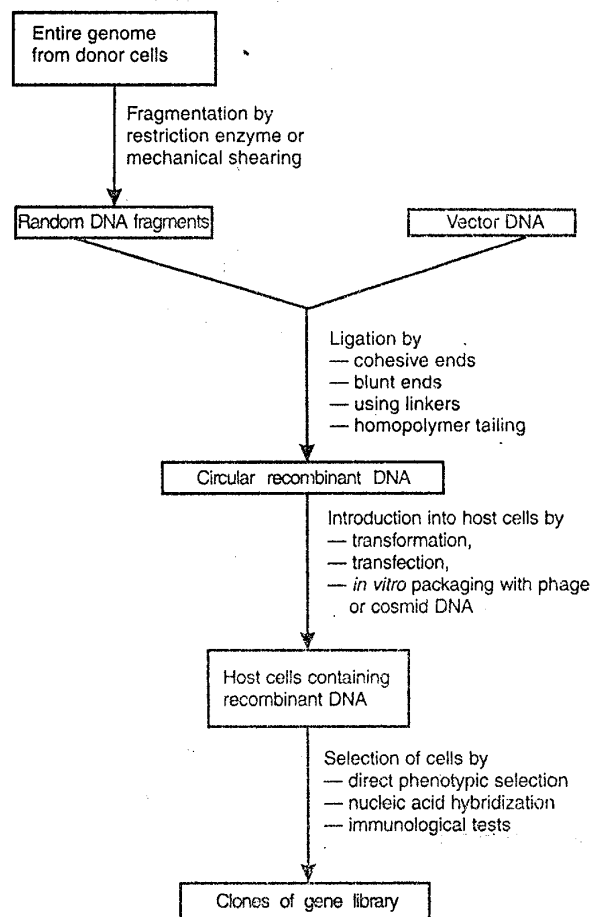 Entire genome
from donor cells
Fragmentation by
restriction enzyme or
mechanical shearing
Random DNA fragments
Vector DNA
Ligation by
— cohesive ends
— blunt ends
— using linkers
— homopolymer tailing
Circular recombinant DNA
Introduction into host cells by
— transformation,
— transfection,
— in vitro packaging with phage
or cosmid DNA
Host cells containing
recombinant DNA
Selection of cells by
— direct phenotypic selection
— nucleic acid hybridization
— immunological tests
Clones of gene library